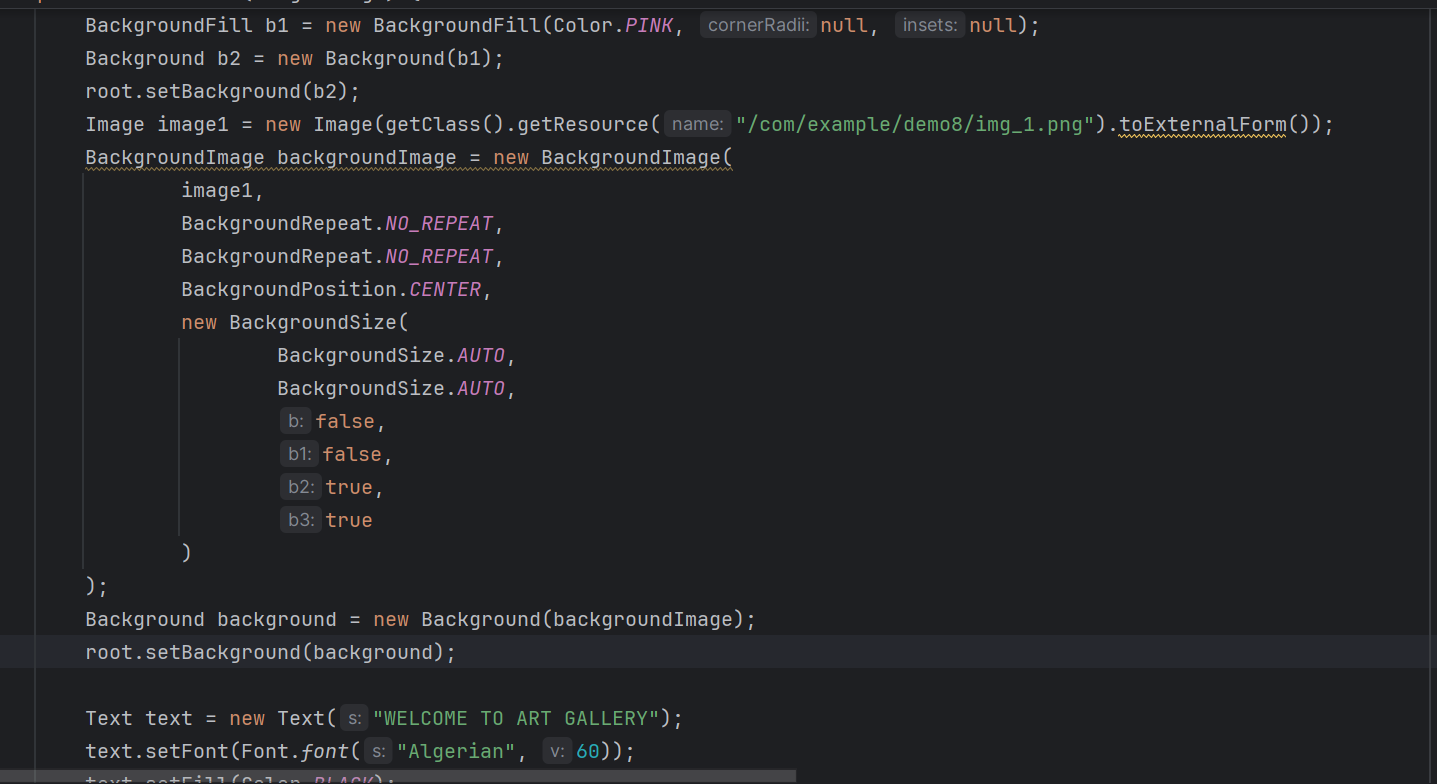 BackgroundFill b1 = new BackgroundFill(Color.PINK, cornerRadii: null, insets: null);
Background b2 = new Background(b1);
root.setBackground(b2);
Image image1 = new Image(getClass().getResource( name: "/com/example/demo8/img_1.png").toExternalForm());
BackgroundImage backgroundImage = new BackgroundImage(
image1,
BackgroundRepeat.NO_REPEAT,
BackgroundRepeat.NO_REPEAT,
BackgroundPosition.CENTER,
new BackgroundSize(
BackgroundSize.AUTO,
BackgroundSize.AUTO,
b: false,
b1: false,
b2: true,
b3: true
)
);
Background background = new Background(backgroundImage);
root.setBackground(background);
Text text = new Text( s: "WELCOME TO ART GALLERY");
text.setFont(Font.font( s: "Algerian", v: 60));
text.setFill(Color.BLACK);